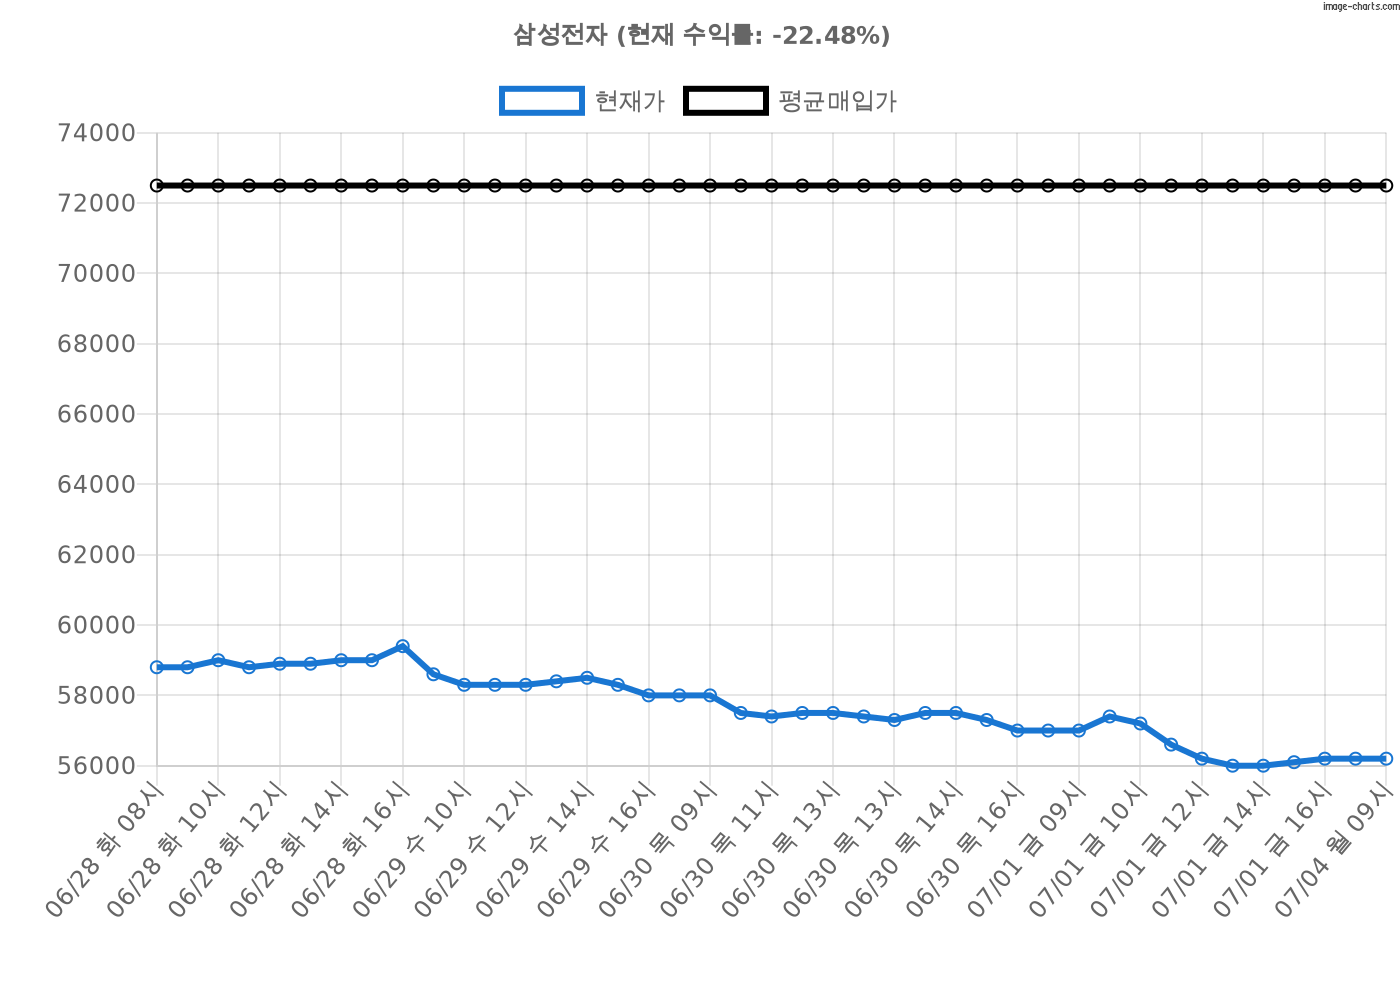 image-charts.com
삼성전자 (현재 수익률: -22.48%)
현재가 평균매입가
74000
72000
70000
68000
66000
64000
62000
60000
58000
56000
06/28 화 08시
06/28 화 10시
06/28 화 12시
06/28 화 14시
06/28 화 16시
06/29 수 10시
06/29 수 12시
06/29 수 14시
06/29 수 16시
06/30 목 09시
06/30 목 11시
06/30 목 13시
06/30 목 13시
06/30 목 14시
06/30 목 16시
07/01 금 09시
07/01 금 10시
07/01 금 12시
07/01 금 14시
07/01 금 16시
07/04 월 09시